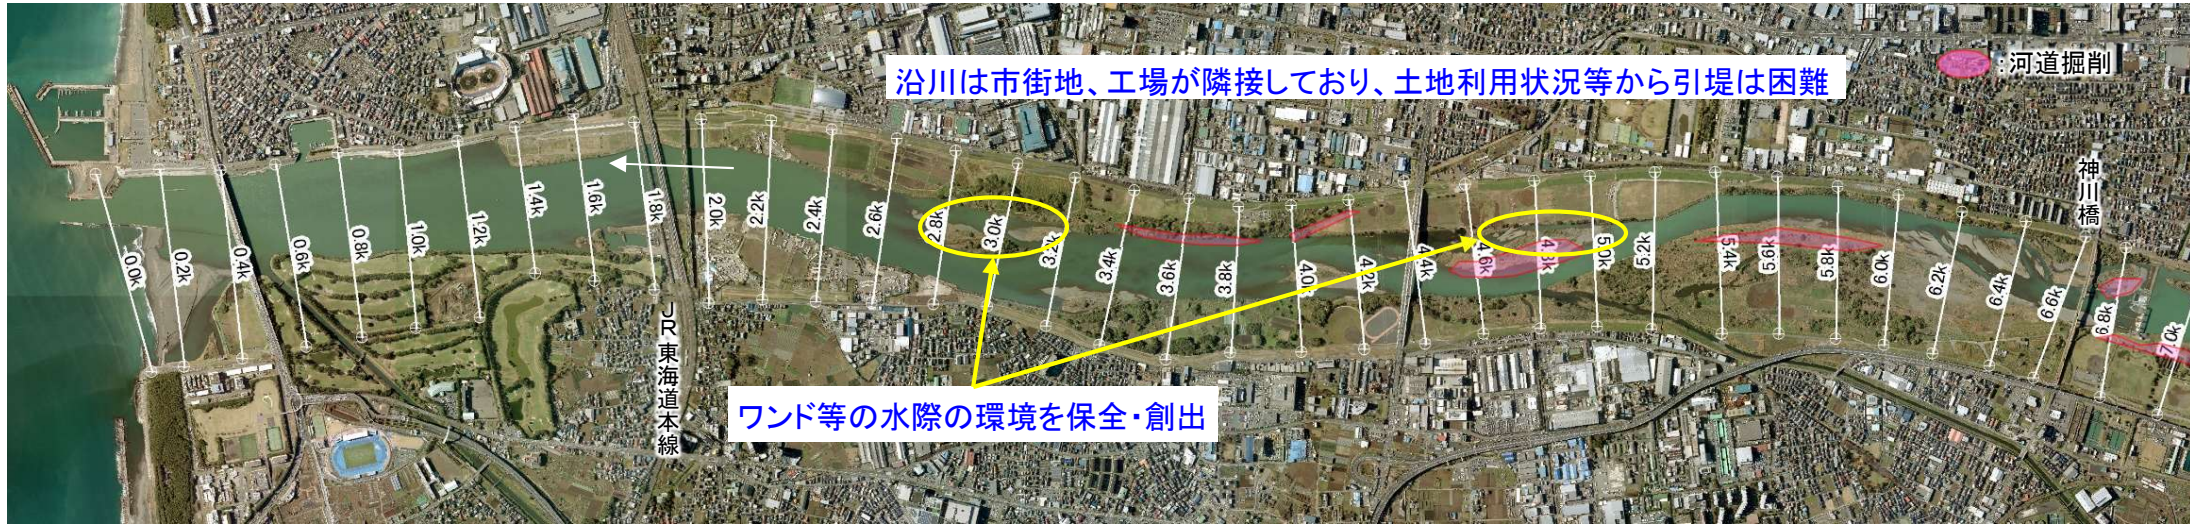 沿川は市街地、工場が隣接しており、土地利用状況等から引堤は困難
:河道掘削
神川橋
JR東海道本線
ワンド等の水際の環境を保全・創出
0.0k
0.2k
0.4k
0.6k
0.8k
1.0k
1.2k
1.4k
1.6k
1.8k
2.0k
2.2k
2.4k
2.6k
2.8k
3.0k
3.2k
3.4k
3.6k
3.8k
4.0k
4.2k
4.4k
4.6k
4.8k
5.0k
5.2k
5.4k
5.6k
5.8k
6.0k
6.2k
6.4k
6.6k
6.8k
7.0k